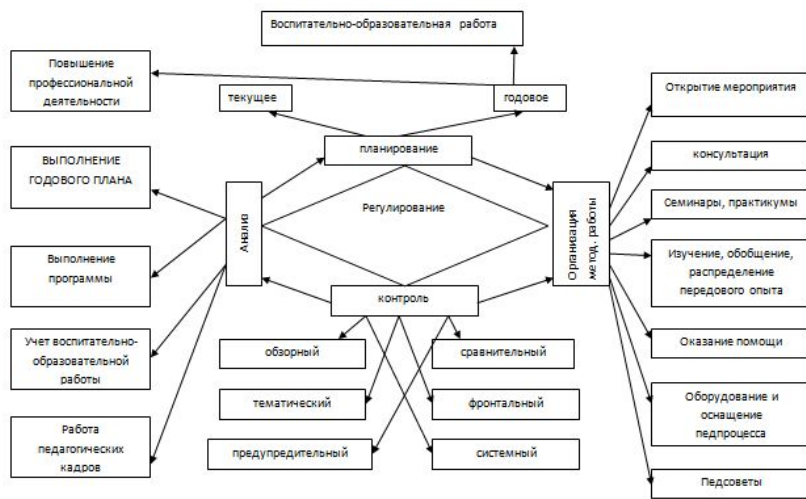 Воспитательно-образовательная работа
Повышение
профессиональной
деятельности
текущее
годовое
Открытие мероприятия
планирование
ВЫПОЛНЕНИЕ
ГОДОВОГО ПЛАНА
консультация
Анализ
Регулирование
Организация
метод. работы
Семинары, практикумы
Выполнение
программы
Изучение, обобщение,
распределение
передового опыта
контроль
Учет воспитательно-
образовательной
работы
обзорный
сравнительный
Оказание помощи
тематический
фронтальный
Оборудование и
оснащение
педпроцесса
Работа
педагогических
кадров
предупредительный
системный
Педсоветы